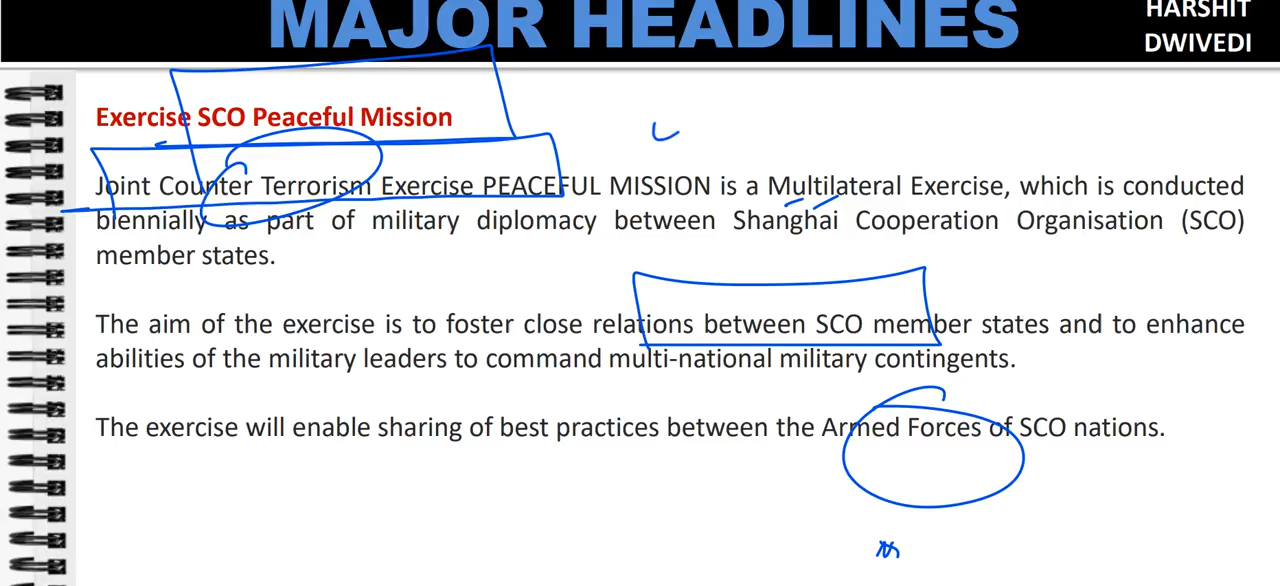 MAJOR HEADLINES
HARSHIT
DWIVEDI
Exercise SCO Peaceful Mission
Joint Counter Terrorism Exercise PEACEFUL MISSION is a Multilateral Exercise, which is conducted
biennially as part of military diplomacy between Shanghai Cooperation Organisation (SCO)
member states.
The aim of the exercise is to foster close relations between SCO member states and to enhance
abilities of the military leaders to command multi-national military contingents.
The exercise will enable sharing of best practices between the Armed Forces of SCO nations.